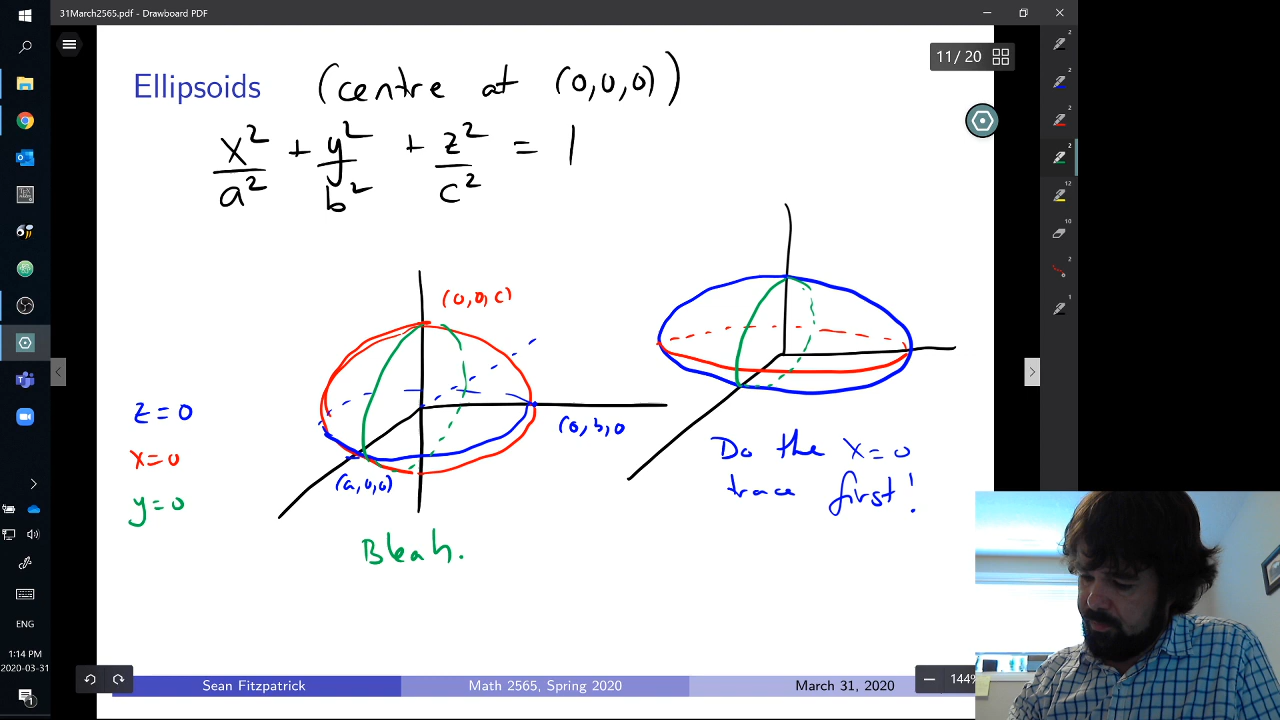 31March2565.pdf - Drawboard PDF
11 / 20
Ellipsoids (centre at (0,0,0))
x²/a² + y²/b² + z²/c² = 1
(0,0,c)
z=0
(0,b,0
x=0
(a,0,0)
y=0
Do the x=0
trace first!
Bleah.
ENG
1:14 PM
2020-03-31
Sean Fitzpatrick
Math 2565, Spring 2020
March 31, 2020
144%